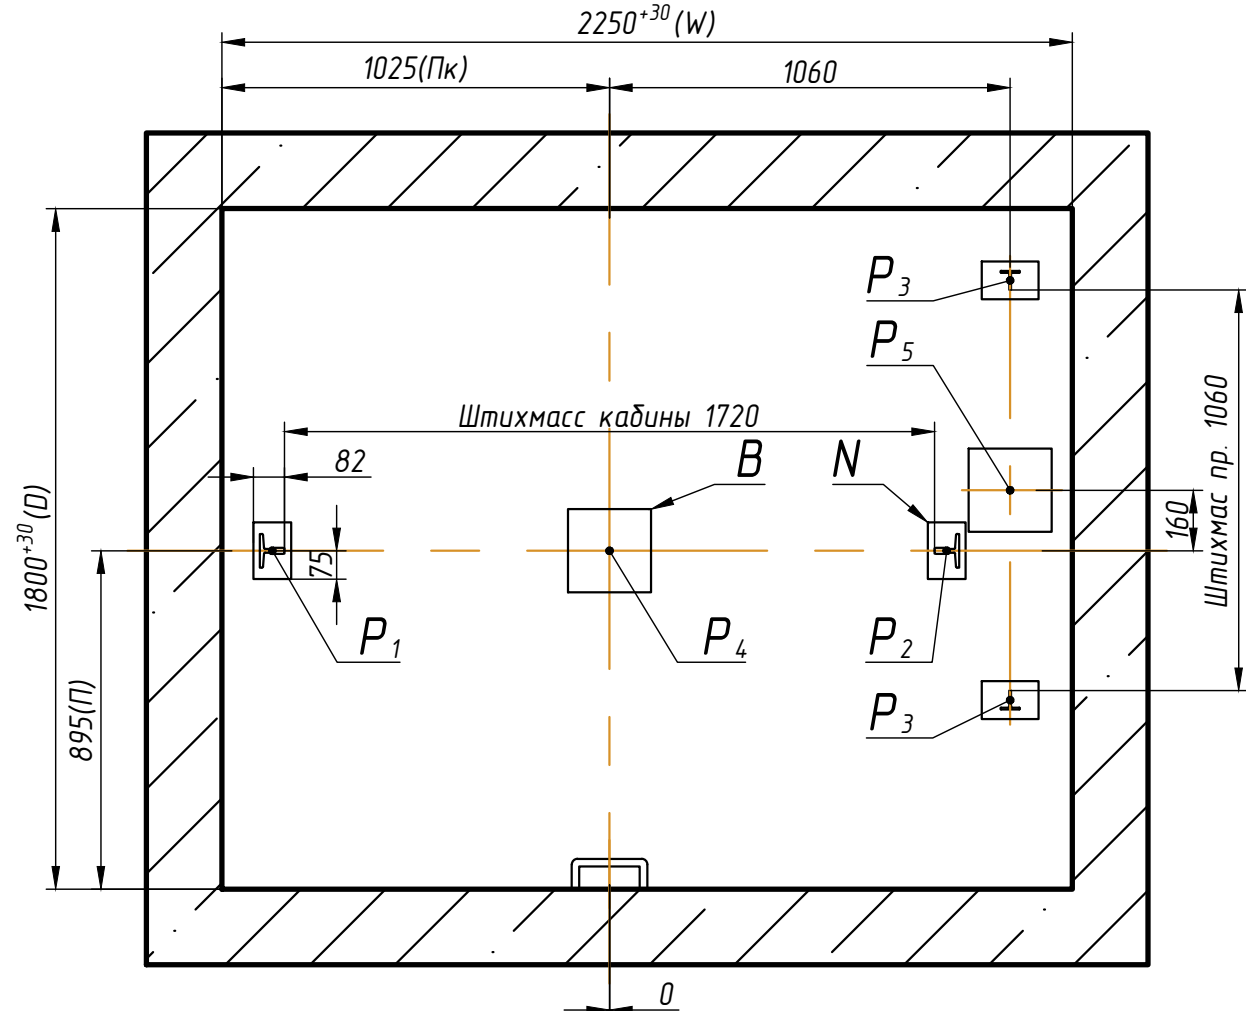 2250+30(W)
1025(Пк)
1060
P3
P5
Штихмасс кабины 1720
82
B
N
Штихмас пр. 1060
160
75
1800+30(D)
P1
P4
P2
895(П)
P3
0